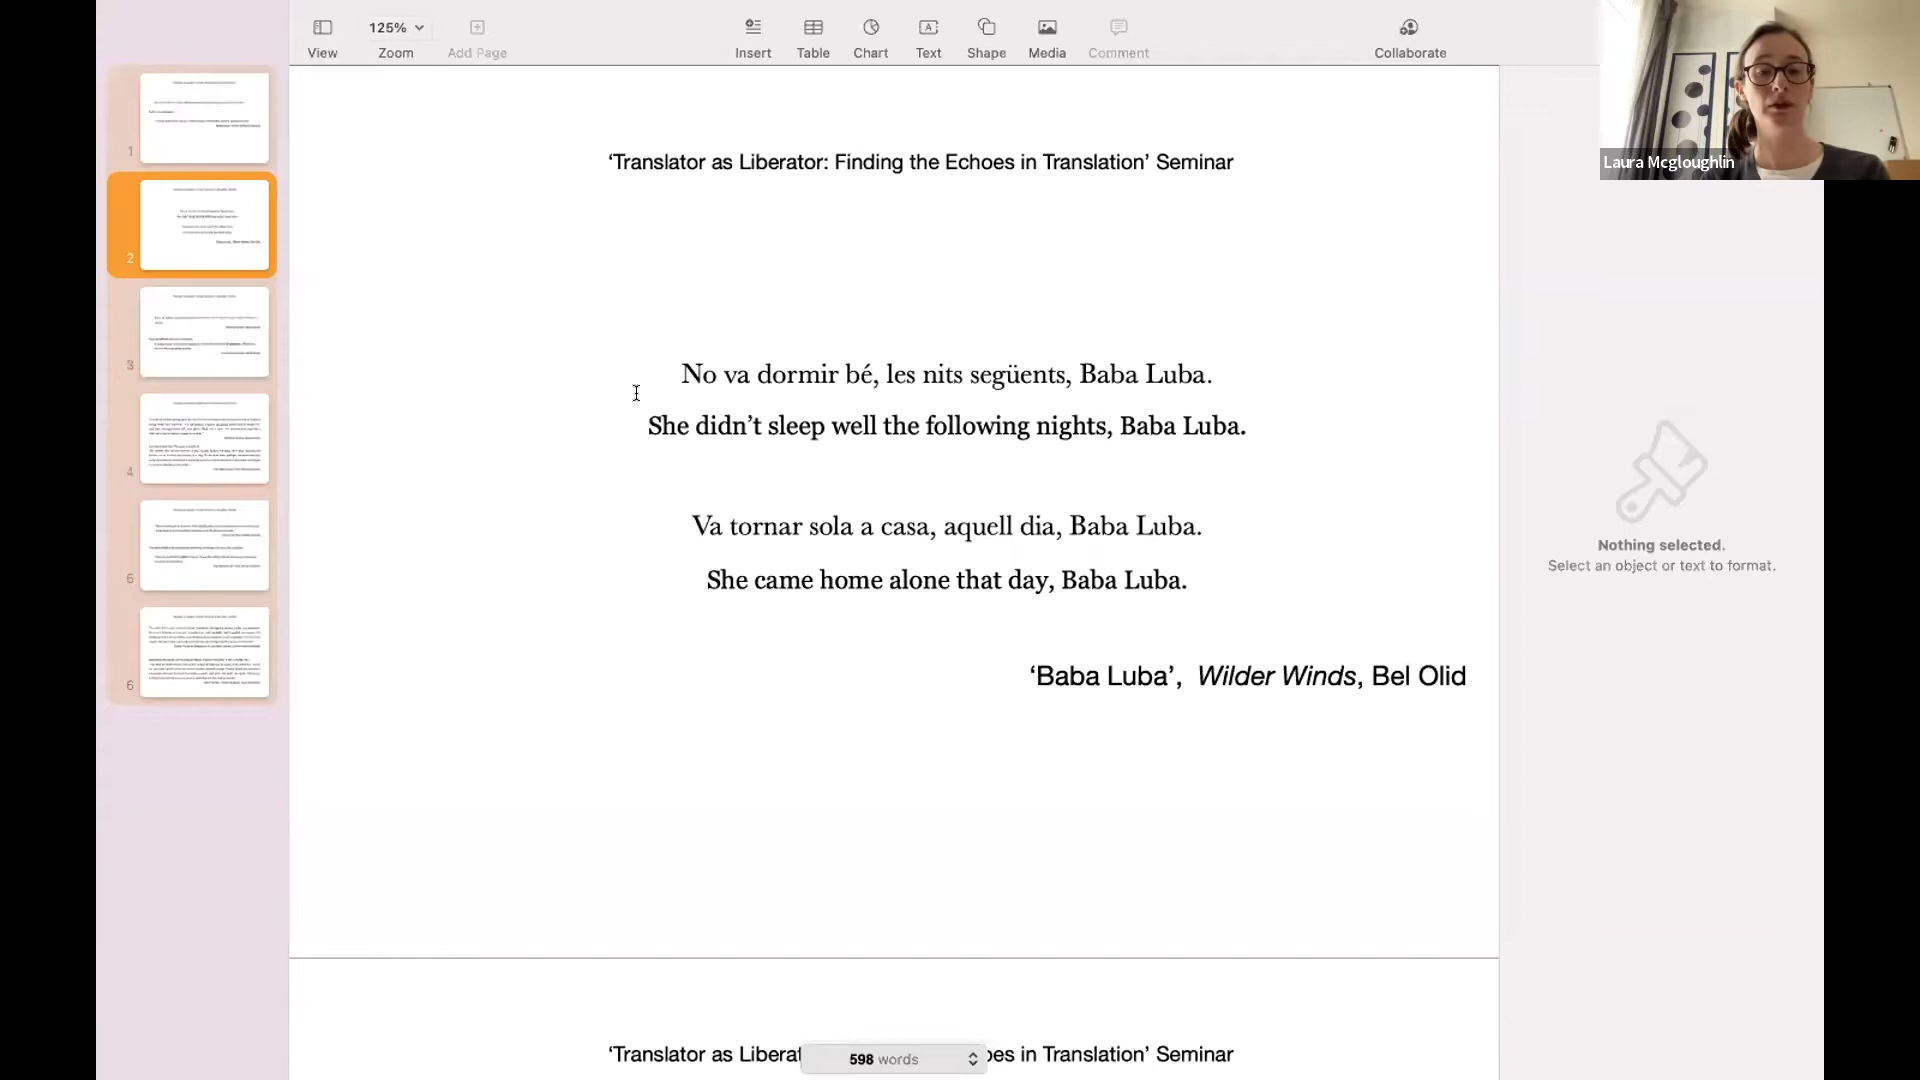 125%
View
Zoom
Add Page
Insert
Table
Chart
Text
Shape
Media
Comment
Collaborate
Laura Mcgloughlin
1
2
3
4
5
6
‘Translator as Liberator: Finding the Echoes in Translation’ Seminar
No va dormir bé, les nits següents, Baba Luba.
She didn’t sleep well the following nights, Baba Luba.
Va tornar sola a casa, aquell dia, Baba Luba.
She came home alone that day, Baba Luba.
‘Baba Luba’, Wilder Winds, Bel Olid
Nothing selected.
Select an object or text to format.
‘Translator as Liberat
oes in Translation’ Seminar
598 words